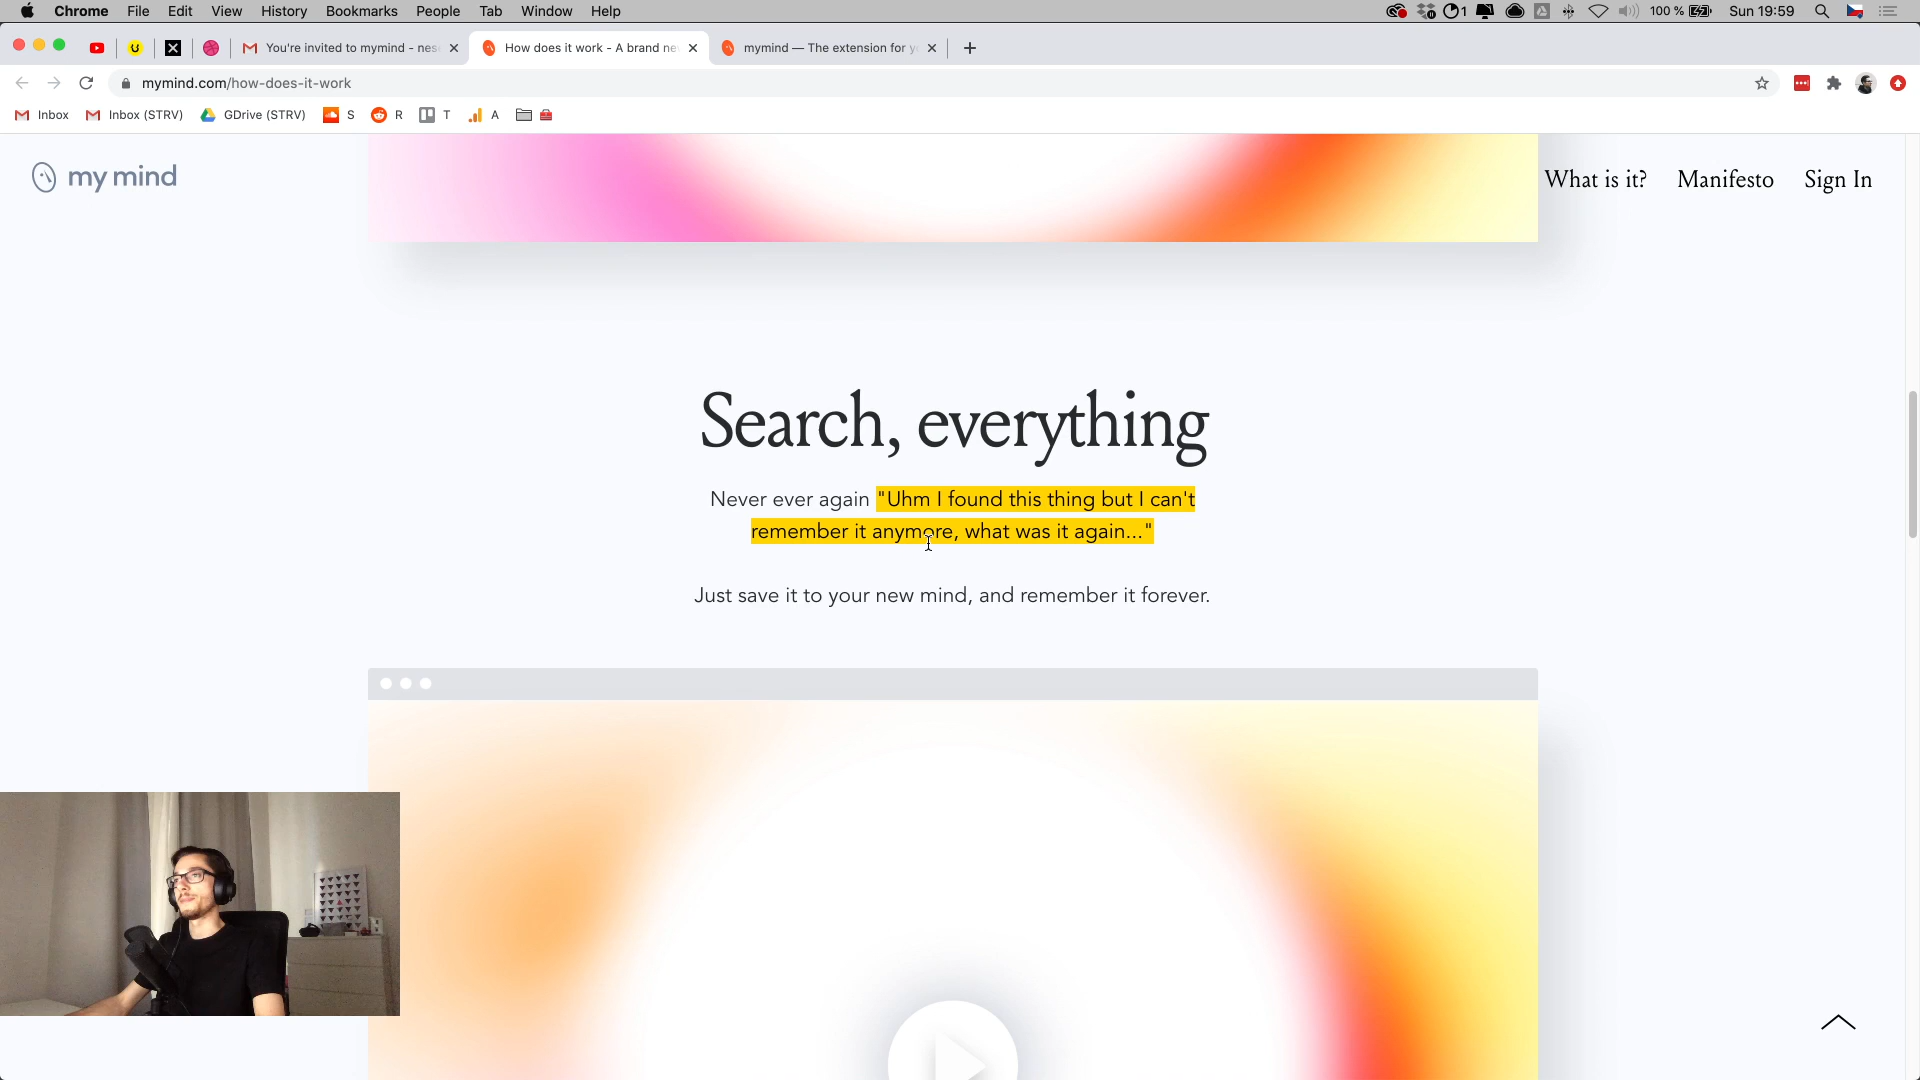 Chrome File Edit View History Bookmarks People Tab Window Help
1 100 % Sun 19:59
You're invited to mymind - nes
How does it work - A brand ne
mymind — The extension for y
mymind.com/how-does-it-work
Inbox Inbox (STRV) GDrive (STRV) S R T A
my mind
What is it? Manifesto Sign In
Search, everything
Never ever again "Uhm I found this thing but I can't
remember it anymore, what was it again..."
Just save it to your new mind, and remember it forever.